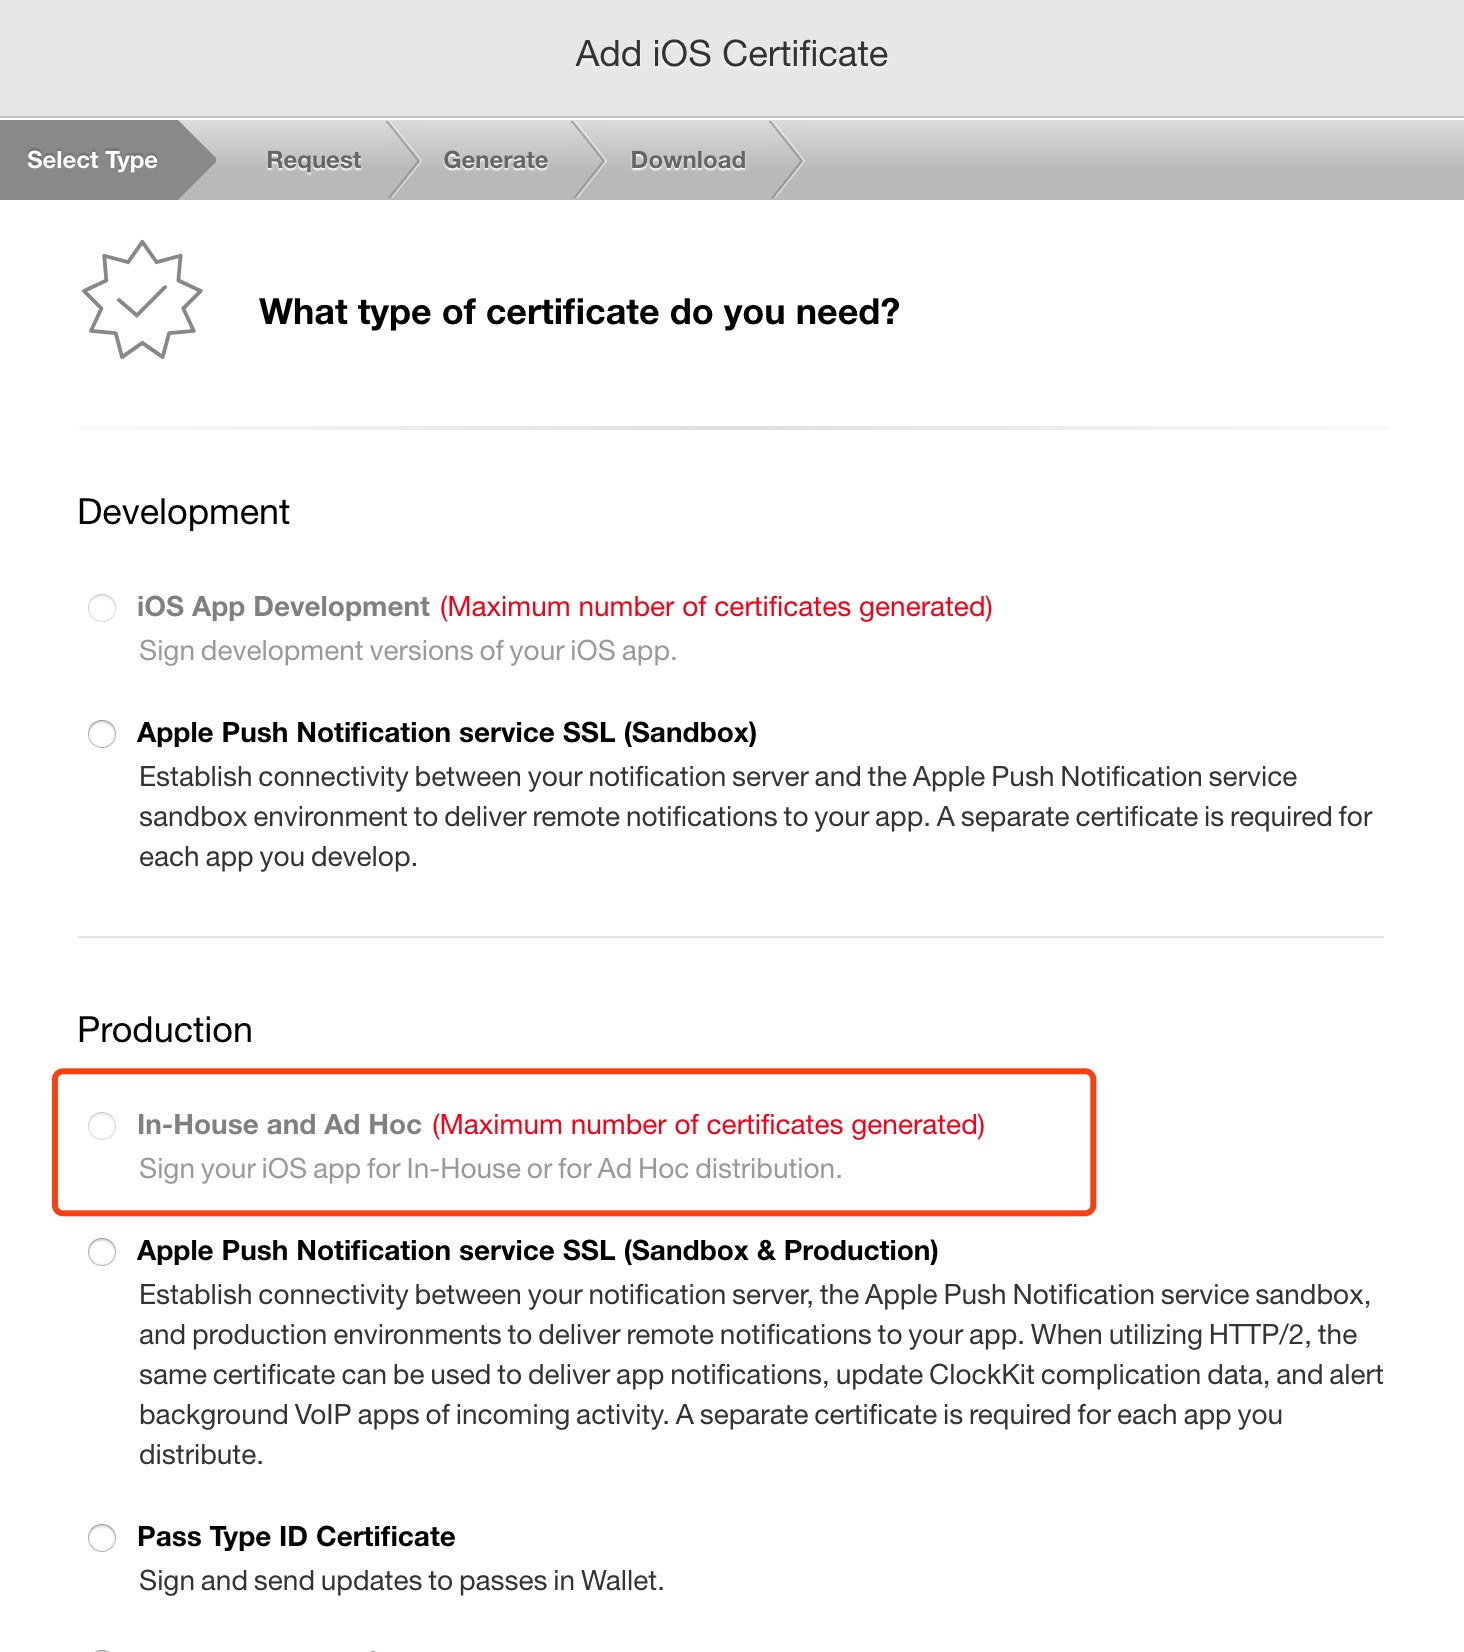 Add iOS Certificate
Select Type
Request
Generate
Download
What type of certificate do you need?
Development
iOS App Development (Maximum number of certificates generated)
Sign development versions of your iOS app.
Apple Push Notification service SSL (Sandbox)
Establish connectivity between your notification server and the Apple Push Notification service
sandbox environment to deliver remote notifications to your app. A separate certificate is required for
each app you develop.
Production
In-House and Ad Hoc (Maximum number of certificates generated)
Sign your iOS app for In-House or for Ad Hoc distribution.
Apple Push Notification service SSL (Sandbox & Production)
Establish connectivity between your notification server, the Apple Push Notification service sandbox,
and production environments to deliver remote notifications to your app. When utilizing HTTP/2, the
same certificate can be used to deliver app notifications, update ClockKit complication data, and alert
background VoIP apps of incoming activity. A separate certificate is required for each app you
distribute.
Pass Type ID Certificate
Sign and send updates to passes in Wallet.